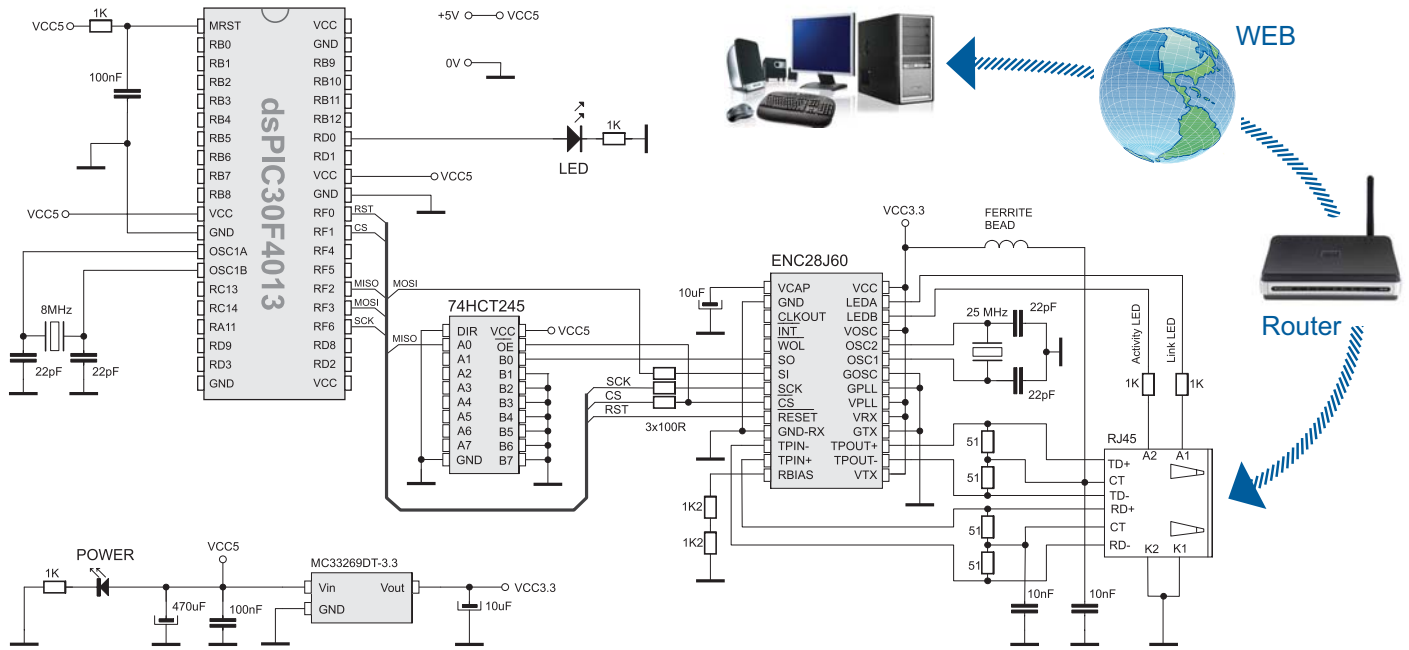 VCC5
1K
100nF
dsPIC30F4013
MRST
RB0
RB1
RB2
RB3
RB4
RB5
RB6
RB7
RB8
VCC
GND
OSC1A
OSC1B
RC13
RC14
RA11
RD9
RD3
GND
VCC
GND
RB9
RB10
RB11
RB12
RD0
RD1
VCC
GND
RF0
RF1
RF4
RF5
RF2
RF3
RF6
RD8
RD2
VCC
VCC5
8MHz
22pF
22pF
+5V
VCC5
0V
LED
1K
VCC5
RST
CS
MISO
MOSI
SCK
MOSI
MISO
74HCT245
DIR
A0
A1
A2
A3
A4
A5
A6
A7
GND
VCC
OE
B0
B1
B2
B3
B4
B5
B6
B7
VCC5
SCK
CS
RST
3x100R
ENC28J60
VCAP
GND
CLKOUT
INT
WOL
SO
SI
SCK
CS
RESET
GND-RX
TPIN-
TPIN+
RBIAS
VCC
LEDA
LEDB
VOSC
OSC2
OSC1
GOSC
GPLL
VPLL
VRX
GTX
TPOUT+
TPOUT-
VTX
10uF
VCC3.3
FERRITE
BEAD
25 MHz
22pF
22pF
1K2
1K2
51
51
51
51
10nF
10nF
Activity LED
Link LED
1K
1K
RJ45
A2
A1
TD+
CT
TD-
RD+
CT
RD-
K2
K1
WEB
Router
POWER
1K
470uF
VCC5
100nF
MC33269DT-3.3
Vin
Vout
GND
VCC3.3
10uF